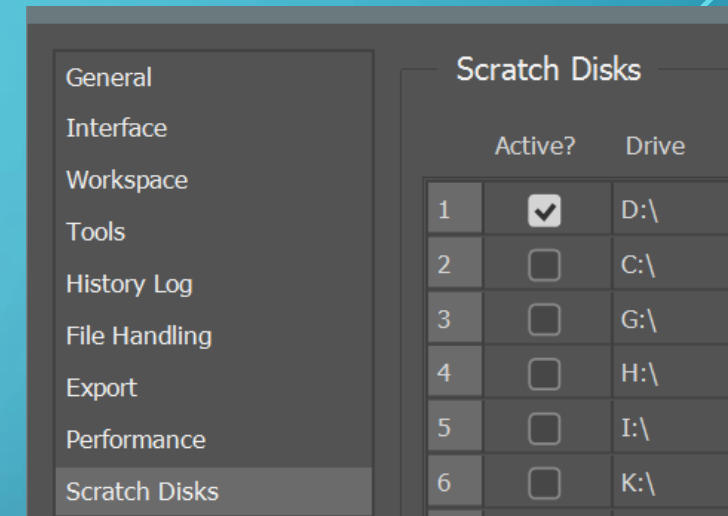 General
Interface
Workspace
Tools
History Log
File Handling
Export
Performance
Scratch Disks
Scratch Disks
Active? Drive
1 D:\
2 C:\
3 G:\
4 H:\
5 I:\
6 K:\